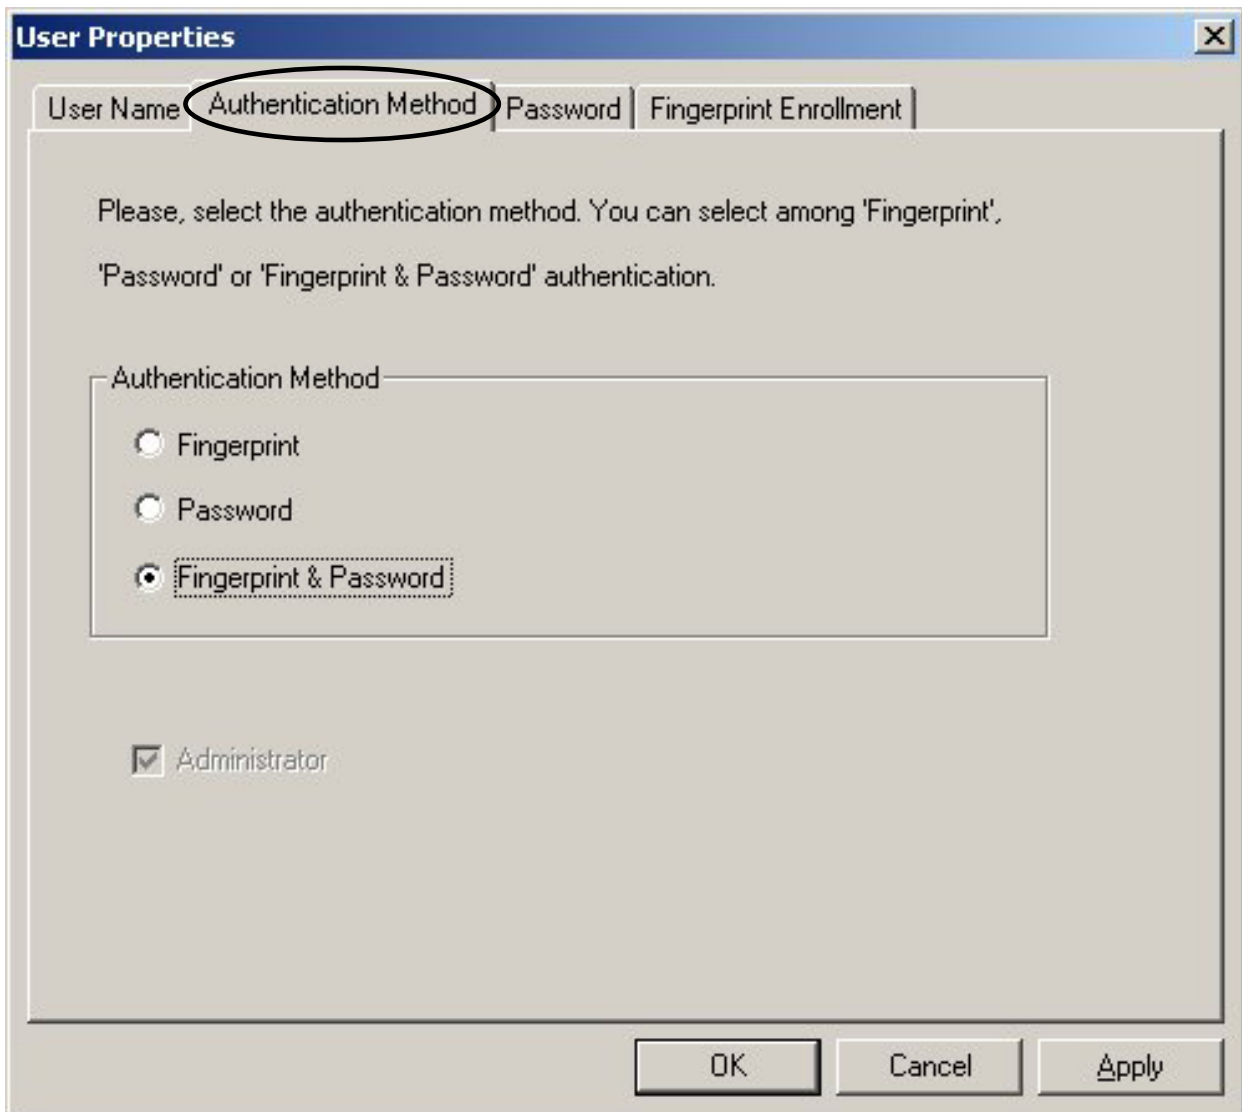 User Properties
User Name Authentication Method Password Fingerprint Enrollment
Please, select the authentication method. You can select among 'Fingerprint',
'Password' or 'Fingerprint & Password' authentication.
Authentication Method
Fingerprint
Password
Fingerprint & Password
Administrator
OK Cancel Apply